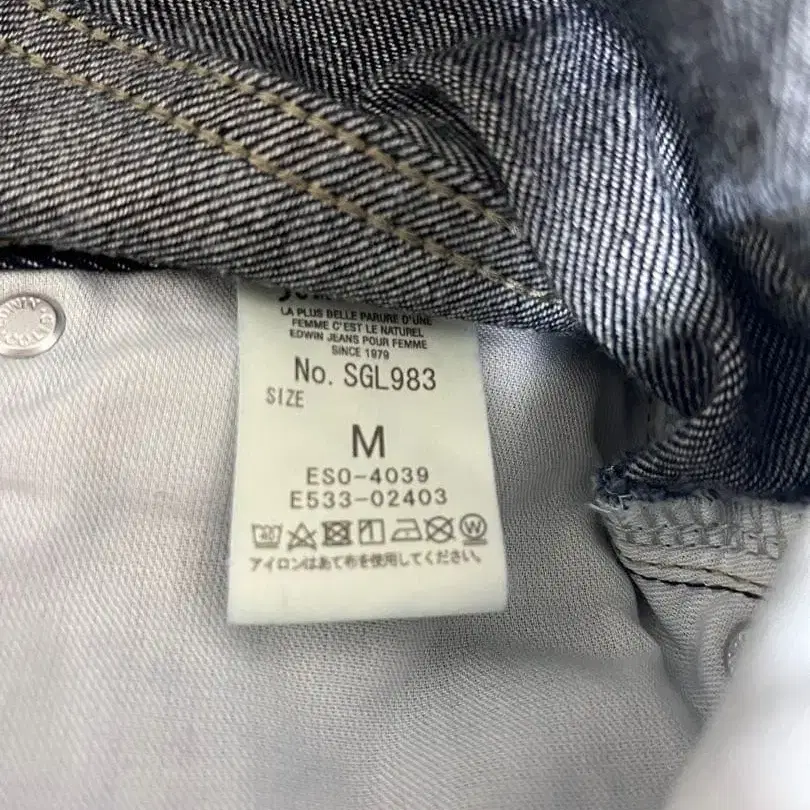 LA PLUS BELLE PARURE D'UNE
FEMME C'EST LE NATUREL
EDWIN JEANS POUR FEMME
SINCE 1979
No. SGL983
SIZE
M
ES0-4039
E533-02403
40
W
アイロンはあて布を使用してください。